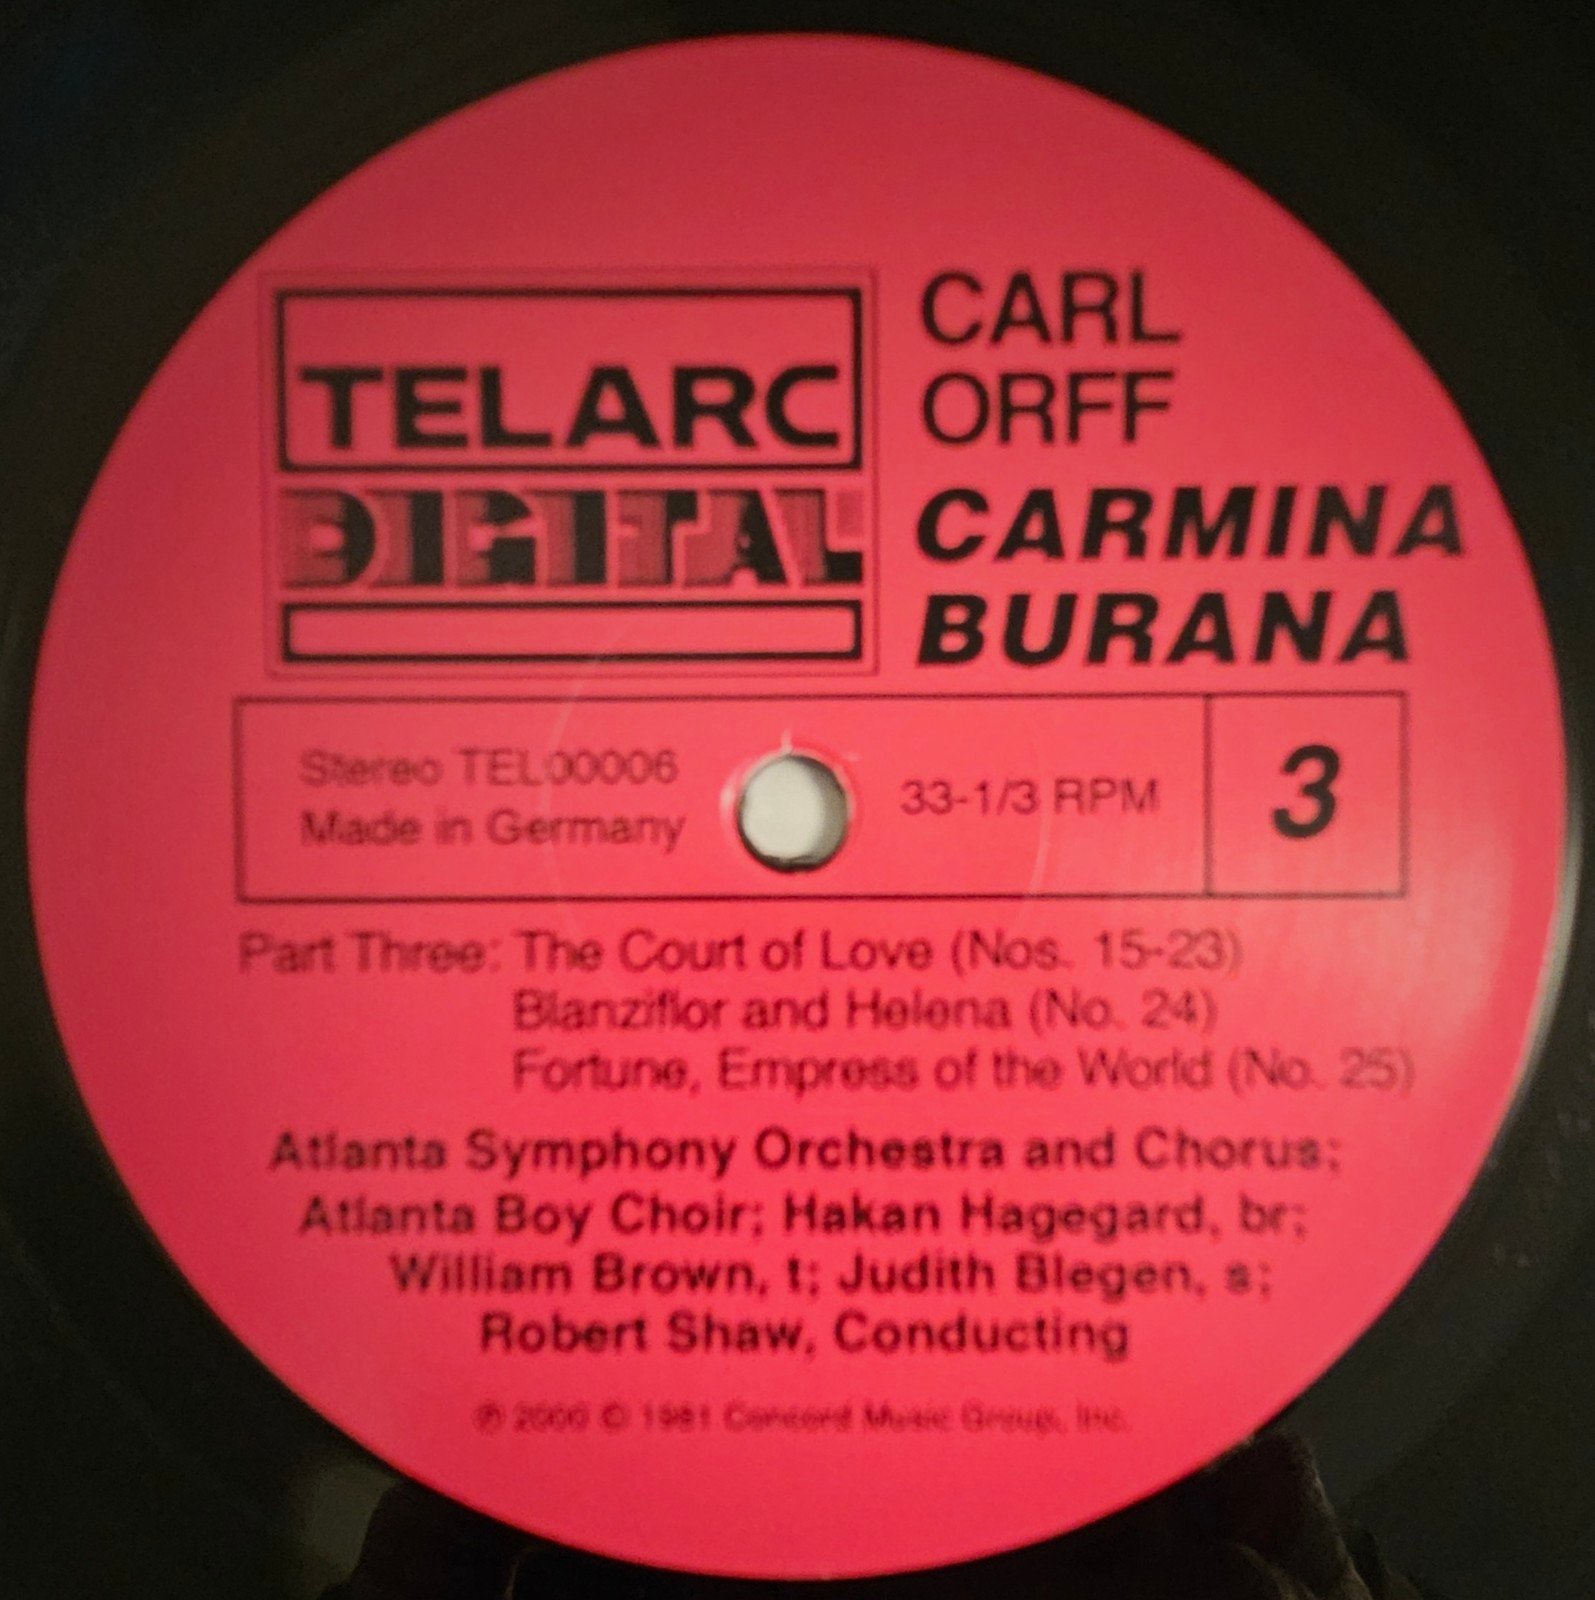 TELARC
DIGITAL
CARL
ORFF
CARMINA
BURANA
Stereo TEL00006
Made in Germany
33-1/3 RPM
3
Part Three: The Court of Love (Nos. 15-23)
Blanziflor and Helena (No. 24)
Fortune, Empress of the World (No. 25)
Atlanta Symphony Orchestra and Chorus;
Atlanta Boy Choir; Hakan Hagegard, br;
William Brown, t; Judith Blegen, s;
Robert Shaw, Conducting
℗ 2000 © 1981 Concord Music Group, Inc.